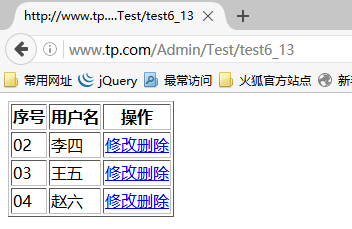 http://www.tp....Test/test6_13
www.tp.com/Admin/Test/test6_13
常用网址 jQuery 最常访问 火狐官方站点
序号 用户名 操作
02 李四 修改删除
03 王五 修改删除
04 赵六 修改删除